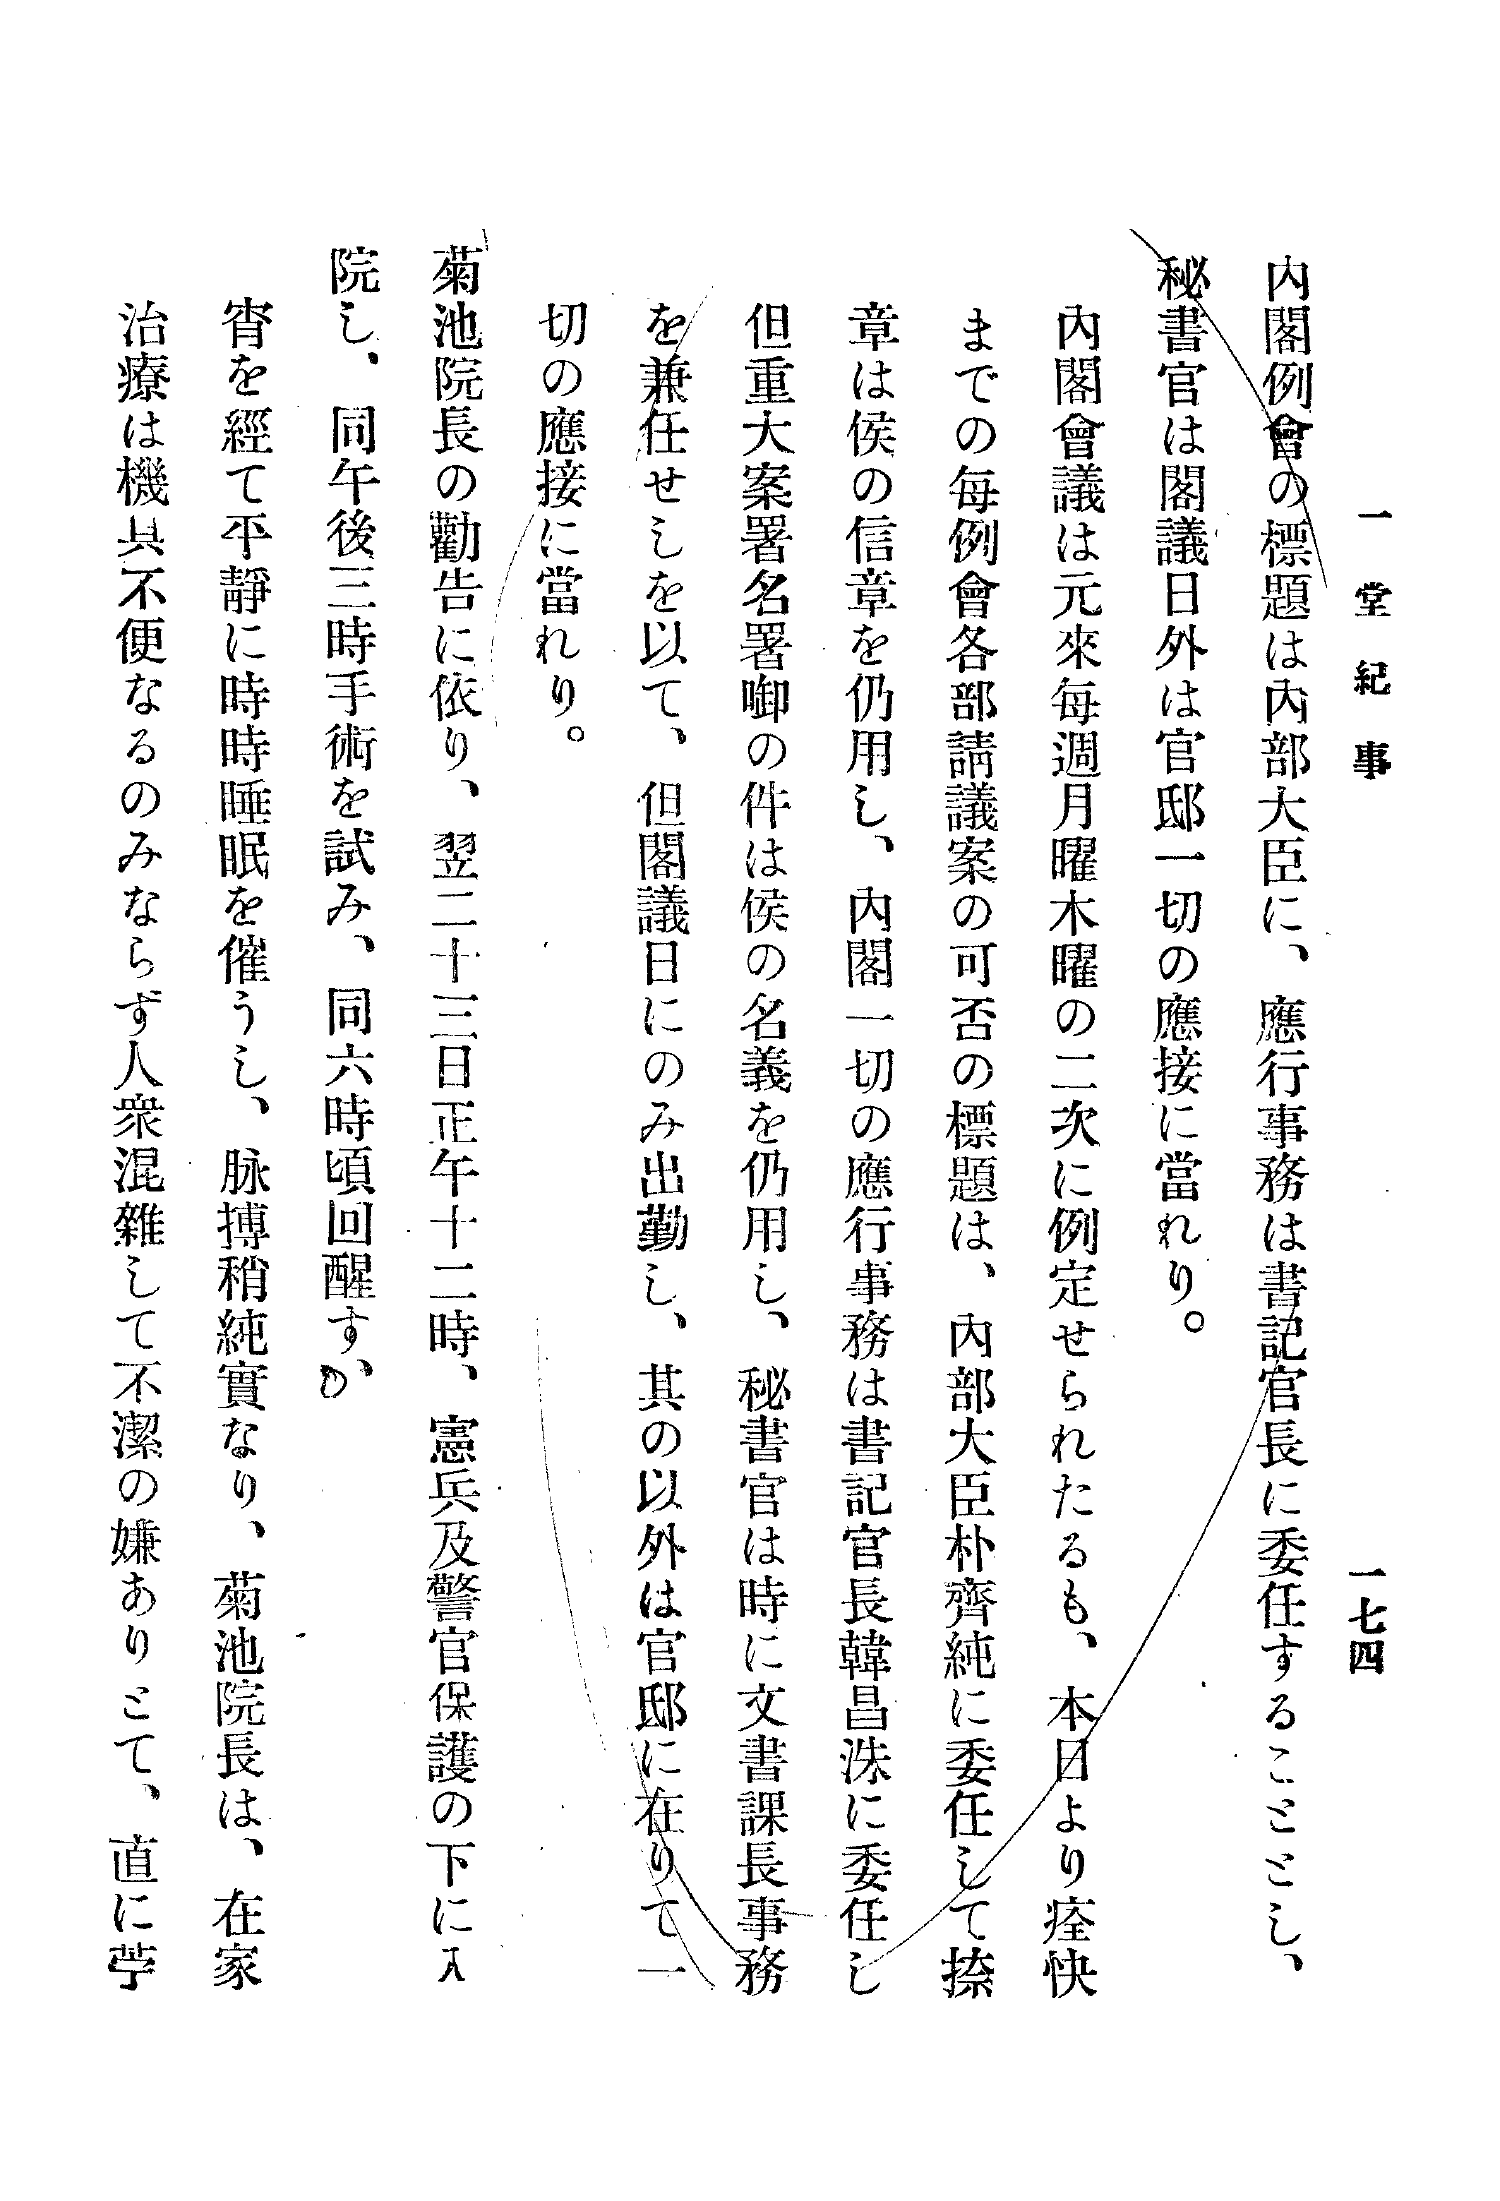 一堂紀事
一七四
內閣例會の標題は內部大臣に、應行事務は書記官長に委任することとし、
秘書官は閣議日外は官邸一切の應接に當れり。
內閣會議は元來每週月曜木曜の二次に例定せられたるも、本日より痊快
までの每例會各部請議案の可否の標題は、內部大臣朴齊純に委任して捺
章は侯の信章を仍用し、內閣一切の應行事務は書記官長韓昌洙に委任し
但重大案署名署啣の件は侯の名義を仍用し、秘書官は時に文書課長事務
を兼任せしを以て、但閣議日にのみ出勤し、其の以外は官邸に在りて一
切の應接に當れり。
菊池院長の勸告に依り、翌二十三日正午十二時、憲兵及警官保護の下に入
院し、同午後三時手術を試み、同六時頃回醒す、
宵を經て平靜に時時睡眠を催うし、脉搏稍純實なり、菊池院長は、在家
治療は機具不便なるのみならず人衆混雜して不潔の嫌ありとて、直に苧